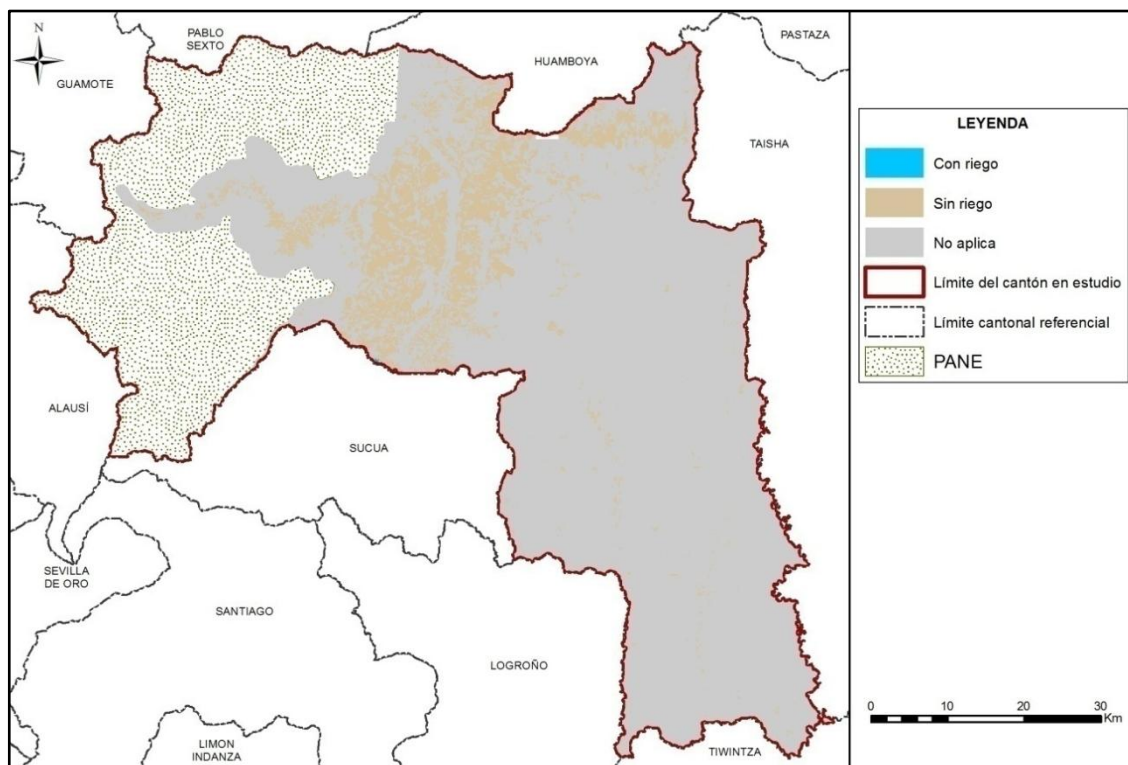 N
PABLO
SEXTO
PASTAZA
HUAMBOYA
GUAMOTE
TAISHA
ALAUSÍ
SUCUA
SEVILLA
DE ORO
SANTIAGO
LOGROÑO
LIMON
INDANZA
TIWINTZA
LEYENDA
Con riego
Sin riego
No aplica
Límite del cantón en estudio
Límite cantonal referencial
PANE
0 10 20 30
Km